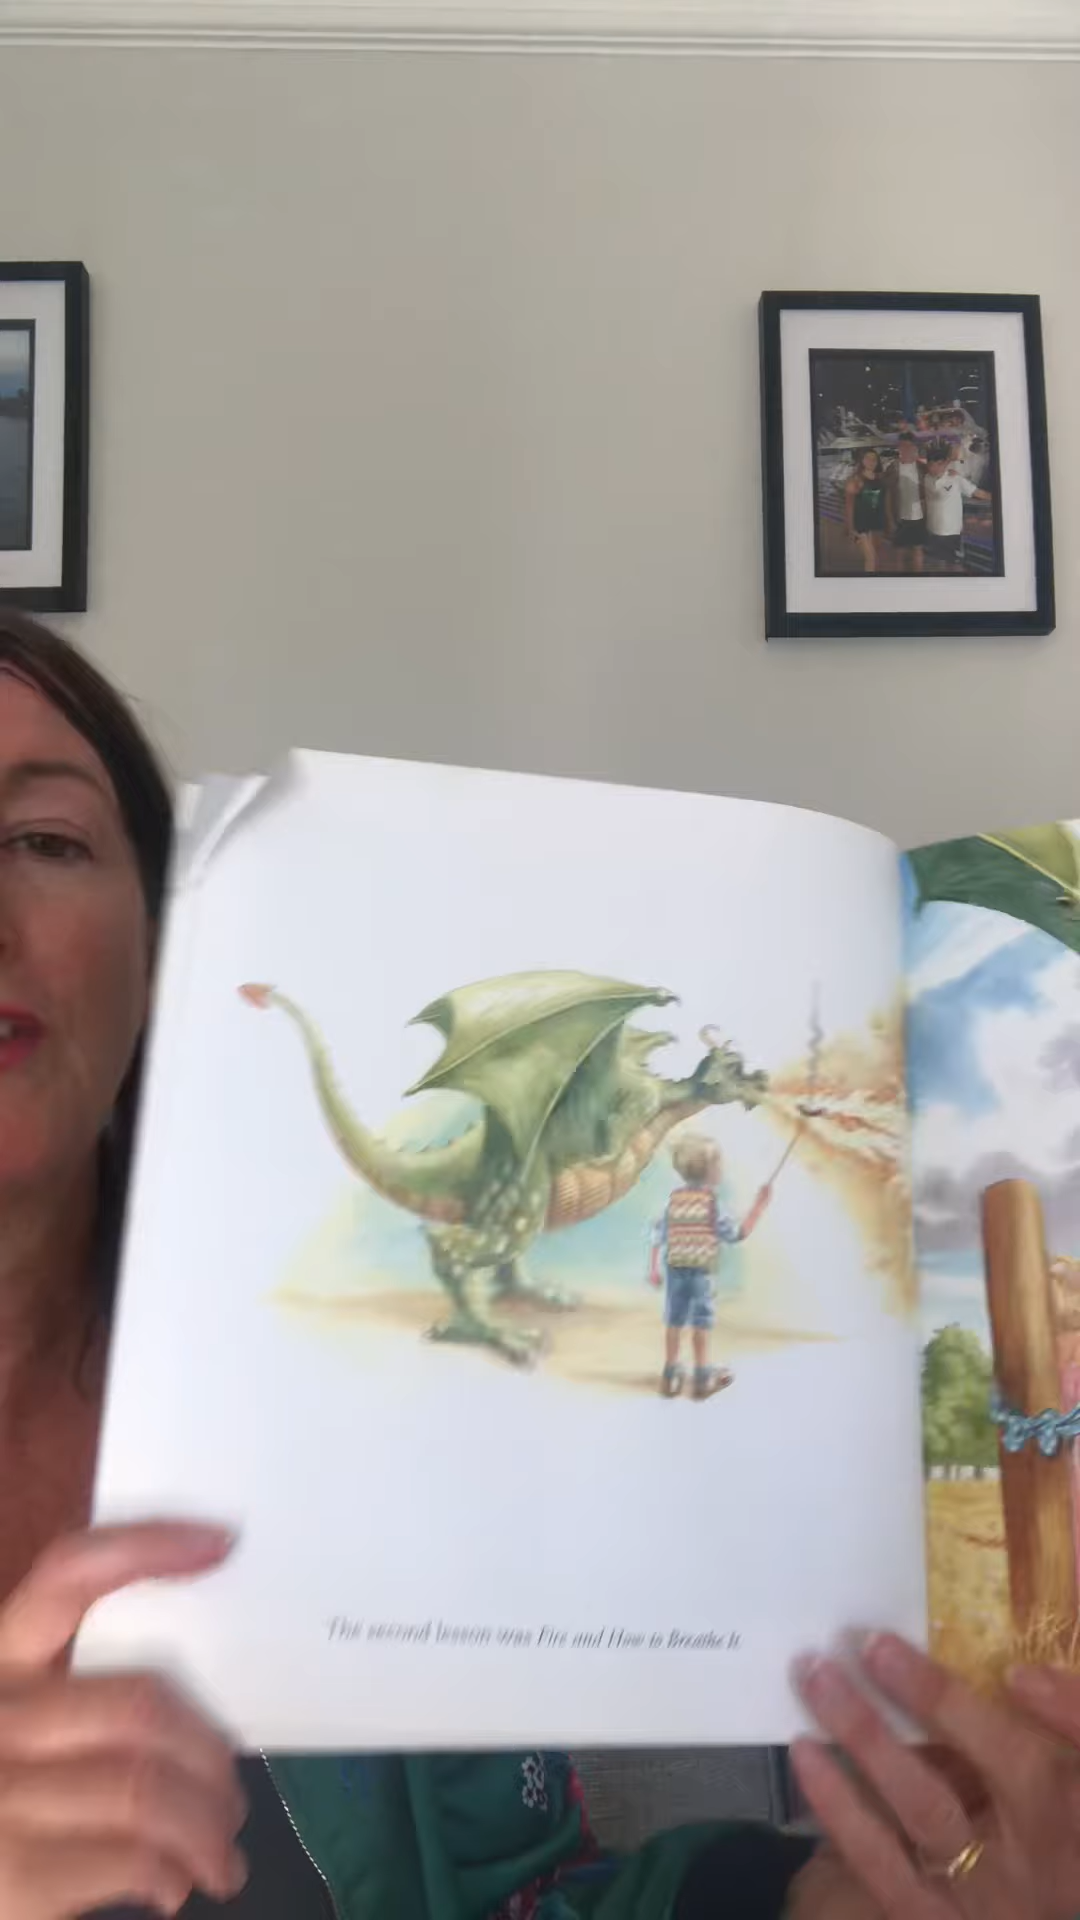 The second lesson was Fire and How to Breathe It.